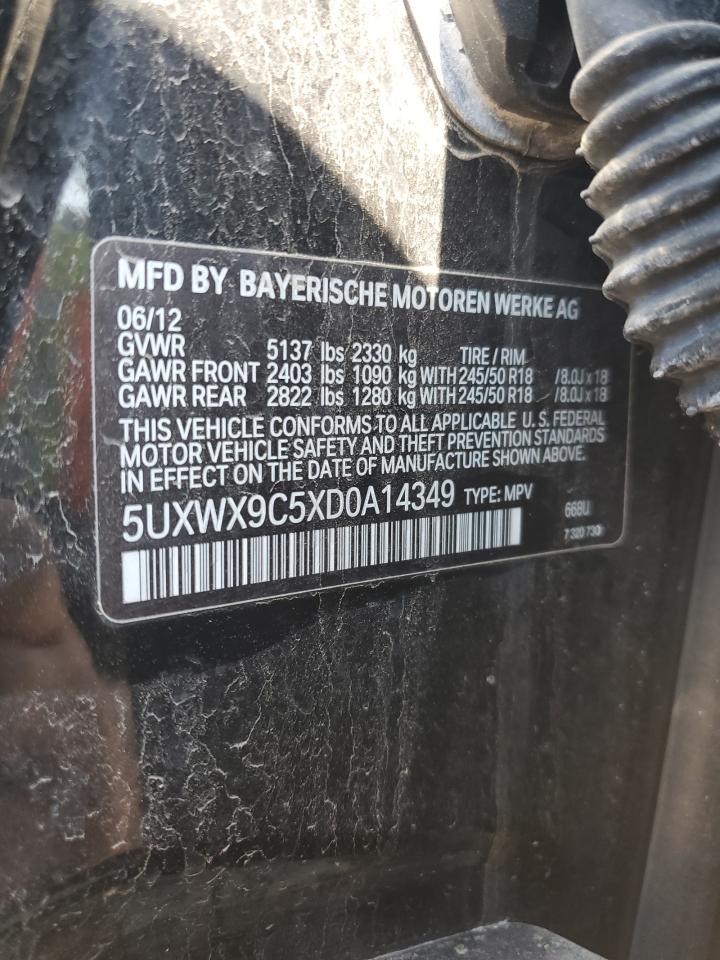 MFD BY BAYERISCHE MOTOREN WERKE AG
06/12
GVWR 5137 lbs 2330 kg TIRE / RIM
GAWR FRONT 2403 lbs 1090 kg WITH 245/50 R18 /8.0J x 18
GAWR REAR 2822 lbs 1280 kg WITH 245/50 R18 /8.0J x 18
THIS VEHICLE CONFORMS TO ALL APPLICABLE U.S. FEDERAL
MOTOR VEHICLE SAFETY AND THEFT PREVENTION STANDARDS
IN EFFECT ON THE DATE OF MANUFACTURE SHOWN ABOVE.
5UXWX9C5XD0A14349 TYPE: MPV 668U
7 320 730